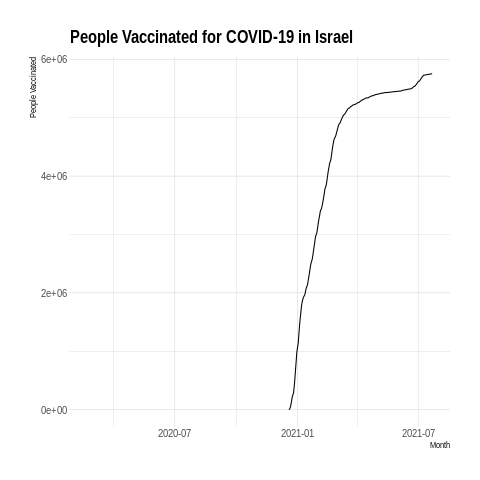 People Vaccinated for COVID-19 in Israel
People Vaccinated
6e+06
4e+06
2e+06
0e+00
2020-07
2021-01
2021-07
Month